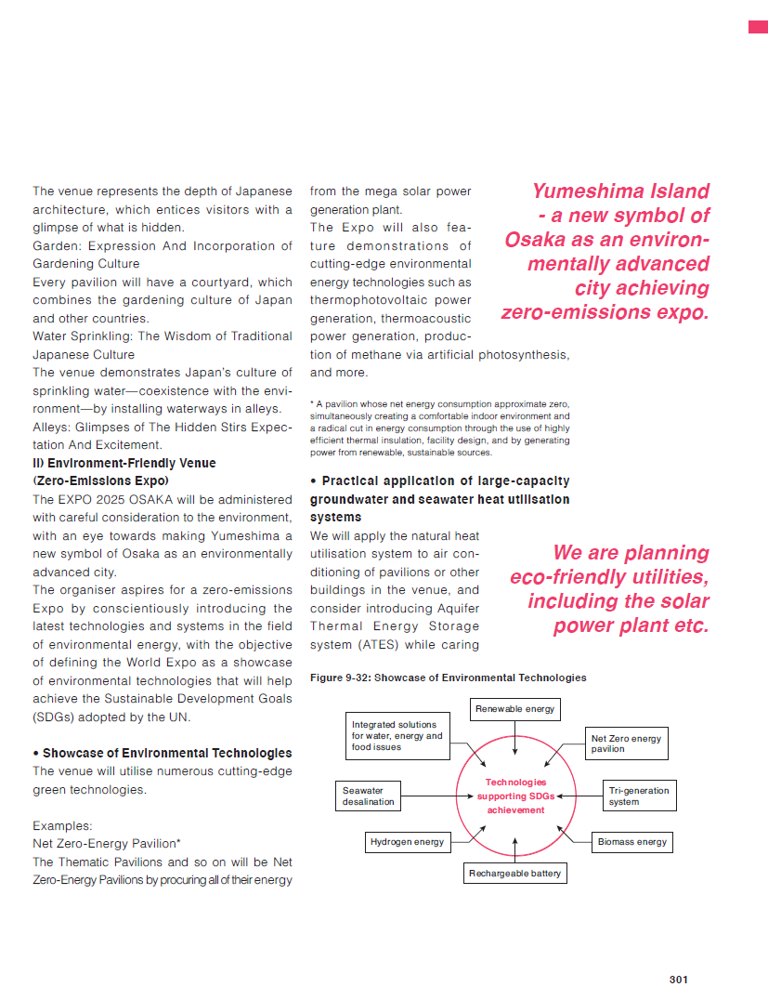 The venue represents the depth of Japanese
architecture, which entices visitors with a
glimpse of what is hidden.
Garden: Expression And Incorporation of
Gardening Culture
Every pavilion will have a courtyard, which
combines the gardening culture of Japan
and other countries.
Water Sprinkling: The Wisdom of Traditional
Japanese Culture
The venue demonstrates Japan's culture of
sprinkling water—coexistence with the envi-
ronment—by installing waterways in alleys.
Alleys: Glimpses of The Hidden Stirs Expec-
tation And Excitement.
II) Environment-Friendly Venue
(Zero-Emissions Expo)
The EXPO 2025 OSAKA will be administered
with careful consideration to the environment,
with an eye towards making Yumeshima a
new symbol of Osaka as an environmentally
advanced city.
The organiser aspires for a zero-emissions
Expo by conscientiously introducing the
latest technologies and systems in the field
of environmental energy, with the objective
of defining the World Expo as a showcase
of environmental technologies that will help
achieve the Sustainable Development Goals
(SDGs) adopted by the UN.
• Showcase of Environmental Technologies
The venue will utilise numerous cutting-edge
green technologies.
Examples:
Net Zero-Energy Pavilion*
The Thematic Pavilions and so on will be Net
Zero-Energy Pavilions by procuring all of their energy
from the mega solar power
generation plant.
The Expo will also fea-
ture demonstrations of
cutting-edge environmental
energy technologies such as
thermophotovoltaic power
generation, thermoacoustic
power generation, produc-
tion of methane via artificial photosynthesis,
and more.
* A pavilion whose net energy consumption approximate zero,
simultaneously creating a comfortable indoor environment and
a radical cut in energy consumption through the use of highly
efficient thermal insulation, facility design, and by generating
power from renewable, sustainable sources.
• Practical application of large-capacity
groundwater and seawater heat utilisation
systems
We will apply the natural heat
utilisation system to air con-
ditioning of pavilions or other
buildings in the venue, and
consider introducing Aquifer
Thermal Energy Storage
system (ATES) while caring
Yumeshima Island
- a new symbol of
Osaka as an environ-
mentally advanced
city achieving
zero-emissions expo.
We are planning
eco-friendly utilities,
including the solar
power plant etc.
Figure 9-32: Showcase of Environmental Technologies
Renewable energy
Integrated solutions
for water, energy and
food issues
Net Zero energy
pavilion
Technologies
supporting SDGs
achievement
Seawater
desalination
Tri-generation
system
Hydrogen energy
Biomass energy
Rechargeable battery
301